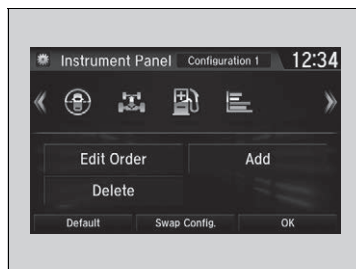 Instrument Panel Configuration 1 12:34
Edit Order Add
Delete
Default Swap Config. OK